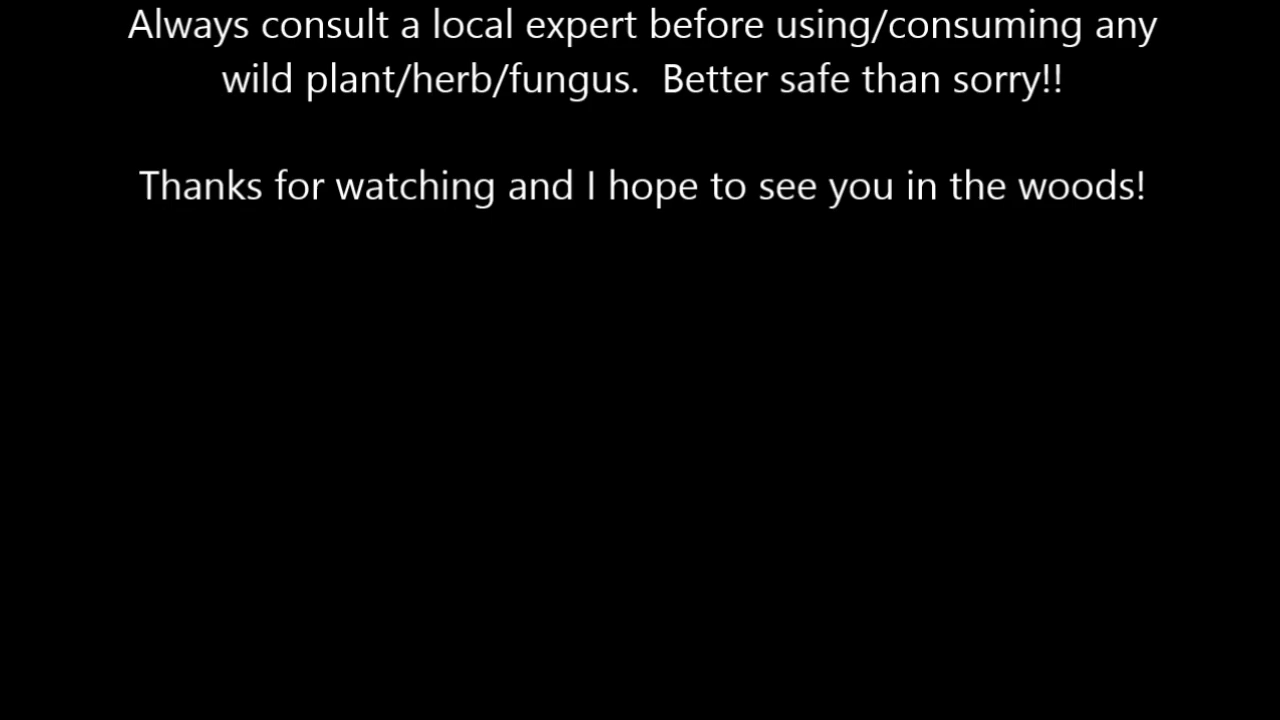 Always consult a local expert before using/consuming any
wild plant/herb/fungus.  Better safe than sorry!!
Thanks for watching and I hope to see you in the woods!